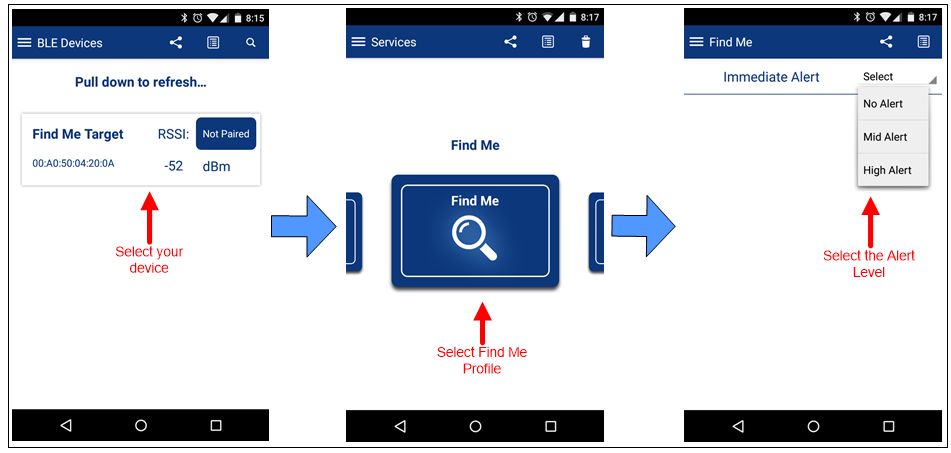 8:15
BLE Devices
Pull down to refresh...
Find Me Target
RSSI:
Not Paired
00:A0:50:04:20:0A
-52
dBm
Select your
device
8:17
Services
Find Me
Find Me
Select Find Me
Profile
8:17
Find Me
Immediate Alert
Select
No Alert
Mid Alert
High Alert
Select the Alert
Level